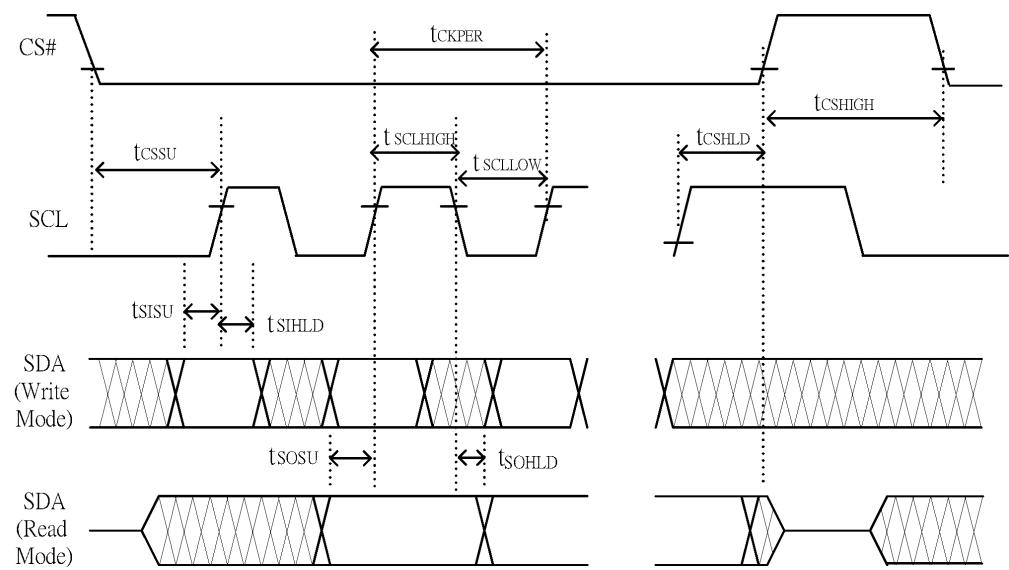 CS#
tCKPER
tCSHIGH
tCSSU
tSCLHIGH
tSCLLOW
tCSHLD
SCL
tSISU
tSIHLD
SDA
(Write
Mode)
tSOSU
tSOHLD
SDA
(Read
Mode)